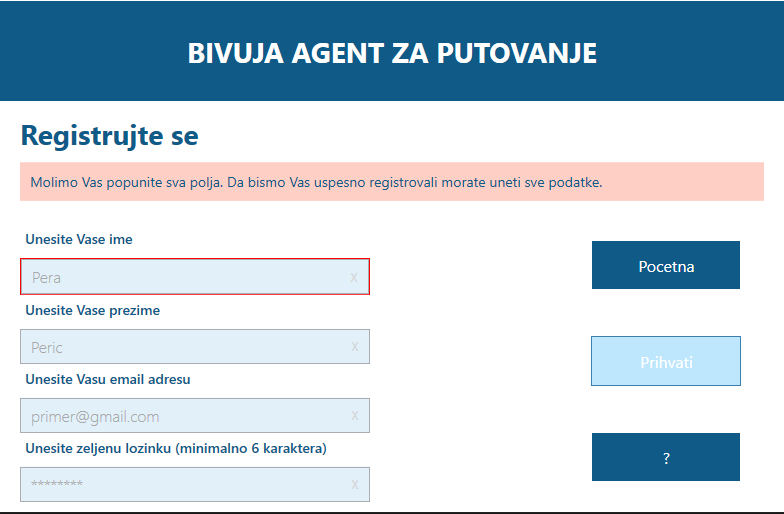 BIVUJA AGENT ZA PUTOVANJE
Registrujte se
Molimo Vas popunite sva polja. Da bismo Vas uspesno registrovali morate uneti sve podatke.
Unesite Vase ime
Pera x
Unesite Vase prezime
Peric x
Unesite Vasu email adresu
primer@gmail.com x
Unesite zeljenu lozinku (minimalno 6 karaktera)
******** x
Pocetna
Prihvati
?